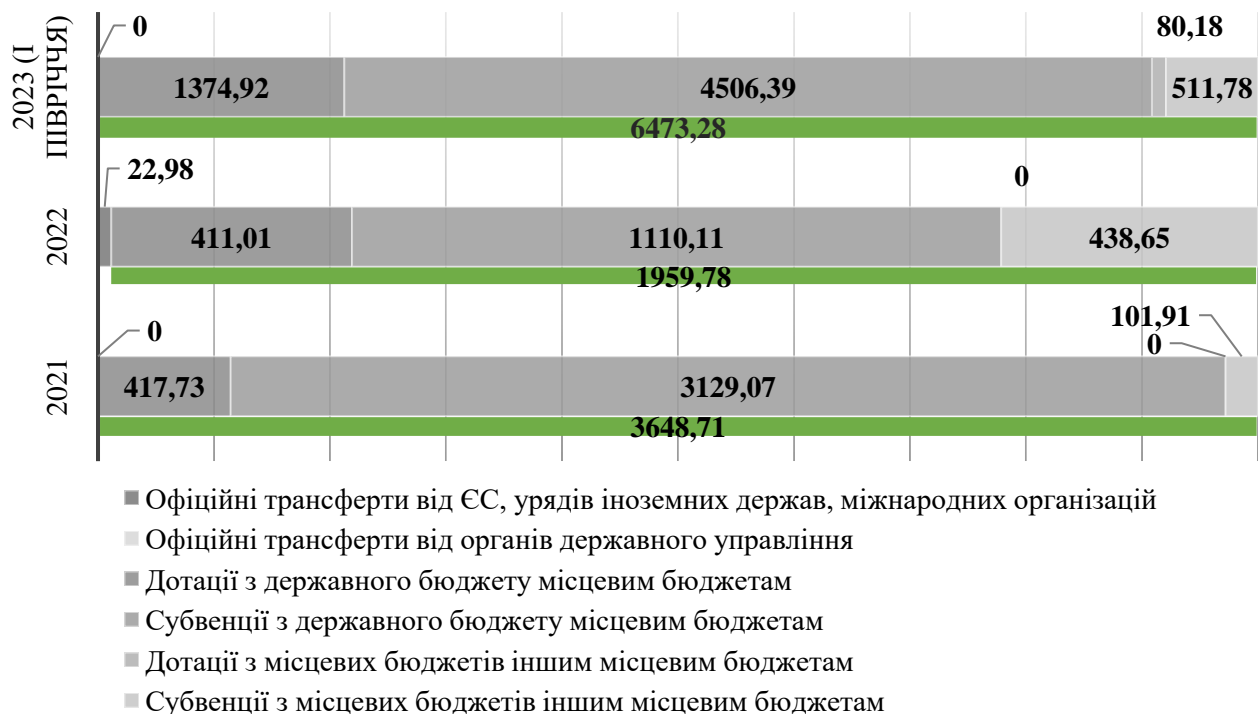 0
80,18
2023 (І
ПІВРІЧЧЯ)
1374,92
4506,39
511,78
6473,28
22,98
0
2022
411,01
1110,11
438,65
1959,78
0
101,91
0
2021
417,73
3129,07
3648,71
Офіційні трансферти від ЄС, урядів іноземних держав, міжнародних організацій
Офіційні трансферти від органів державного управління
Дотації з державного бюджету місцевим бюджетам
Субвенції з державного бюджету місцевим бюджетам
Дотації з місцевих бюджетів іншим місцевим бюджетам
Субвенції з місцевих бюджетів іншим місцевим бюджетам